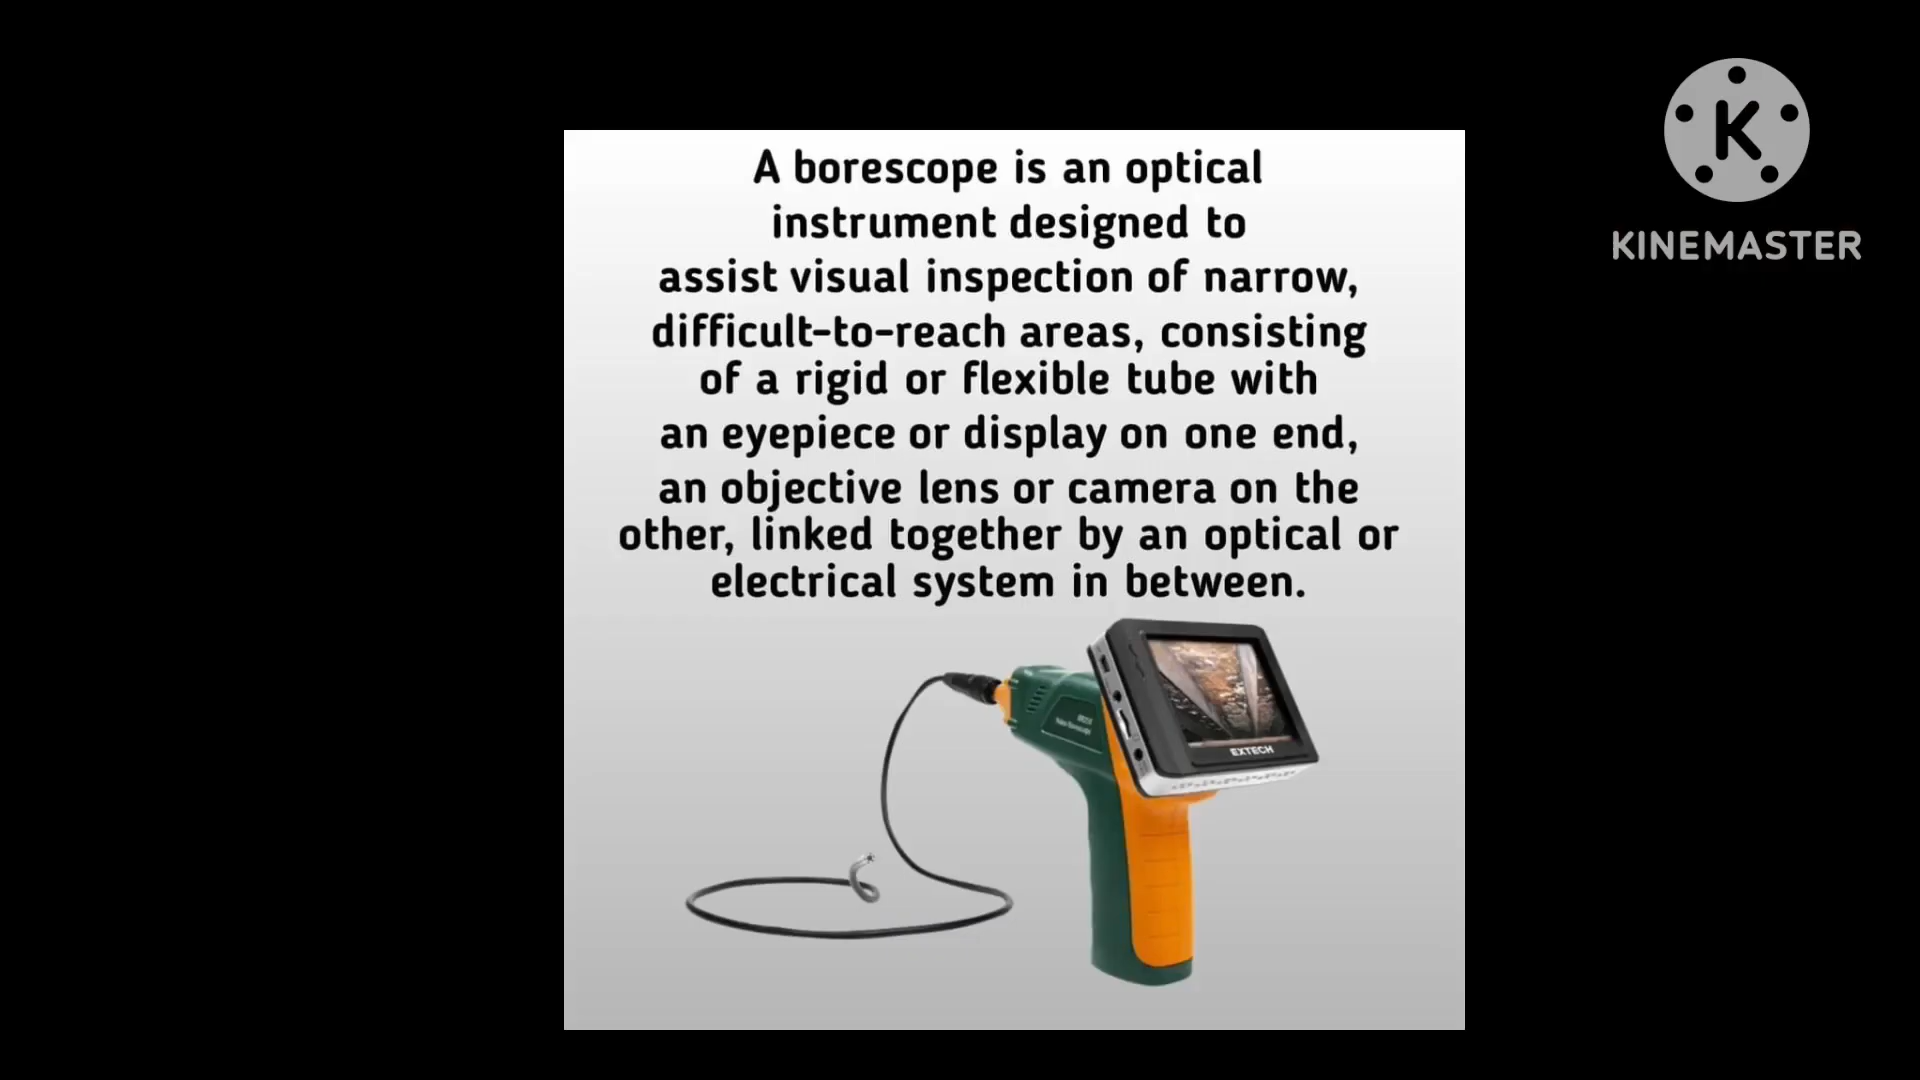 A borescope is an optical
instrument designed to
assist visual inspection of narrow,
difficult-to-reach areas, consisting
of a rigid or flexible tube with
an eyepiece or display on one end,
an objective lens or camera on the
other, linked together by an optical or
electrical system in between.
K
KINEMASTER
EXTECH